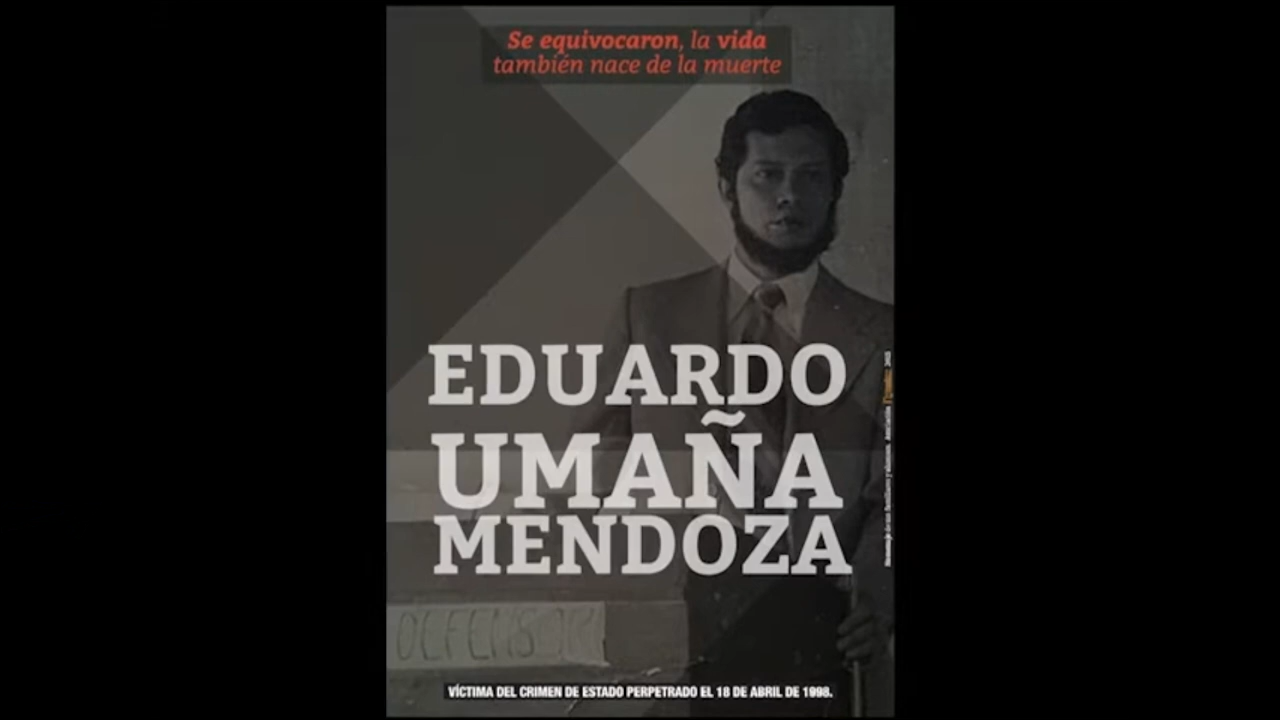 Se equivocaron, la vida
también nace de la muerte
EDUARDO
UMAÑA
MENDOZA
DEFENSOR
VÍCTIMA DEL CRIMEN DE ESTADO PERPETRADO EL 18 DE ABRIL DE 1998.